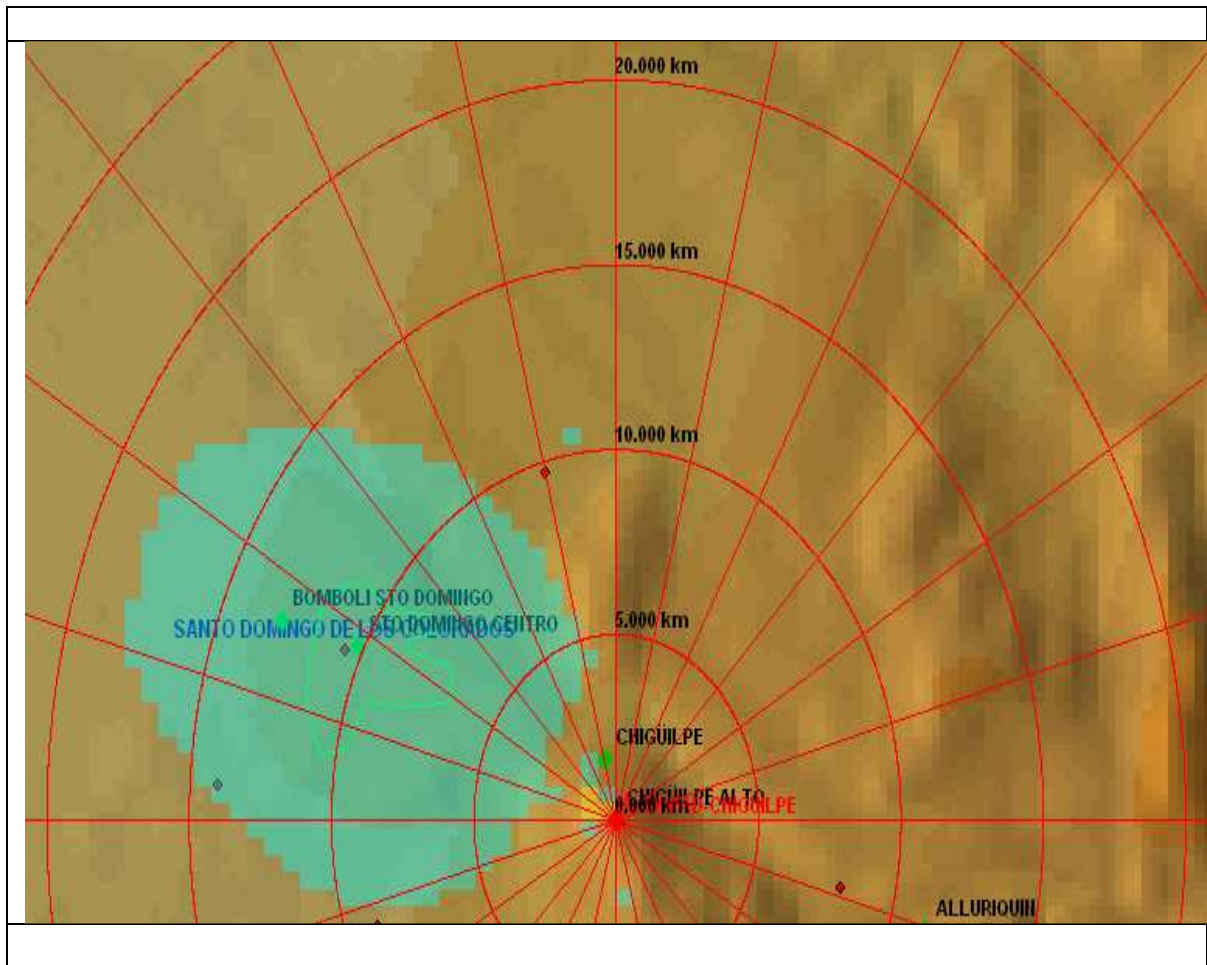 20.000 km
15.000 km
10.000 km
BOMBOLI STO DOMINGO
STO DOMINGO CENTRO
SANTO DOMINGO DE LOS COLORADOS
5.000 km
CHIGÜILPE
CHIGÜILPE ALTO
0.000 km
CHIGUILPE
ALLURIQUIN